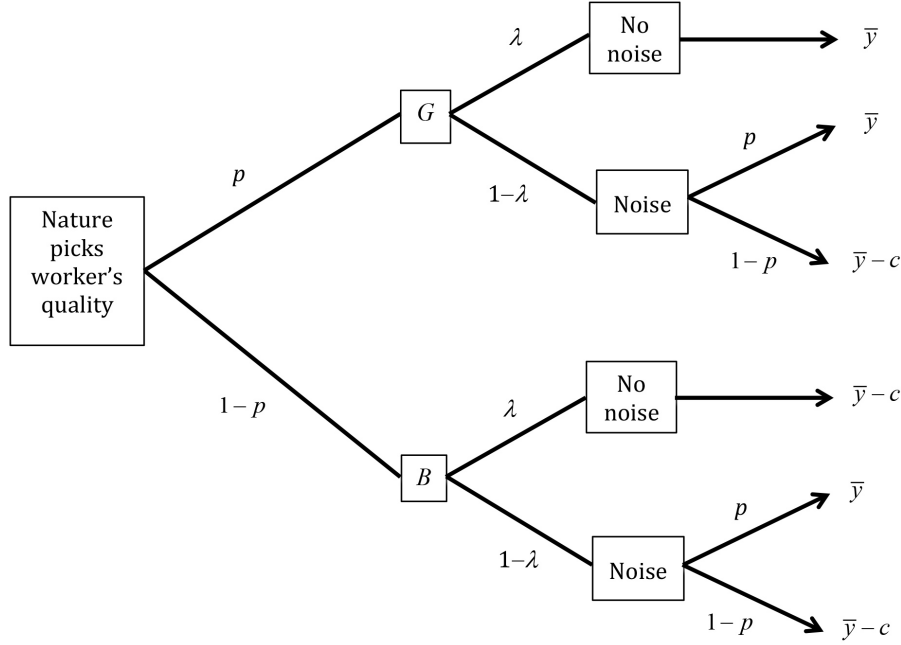 Nature
picks
worker's
quality
p
1 – p
G
λ
1–λ
No
noise
y̅
Noise
p
y̅
1 – p
y̅ – c
B
λ
1–λ
No
noise
y̅ – c
Noise
p
y̅
1 – p
y̅ – c